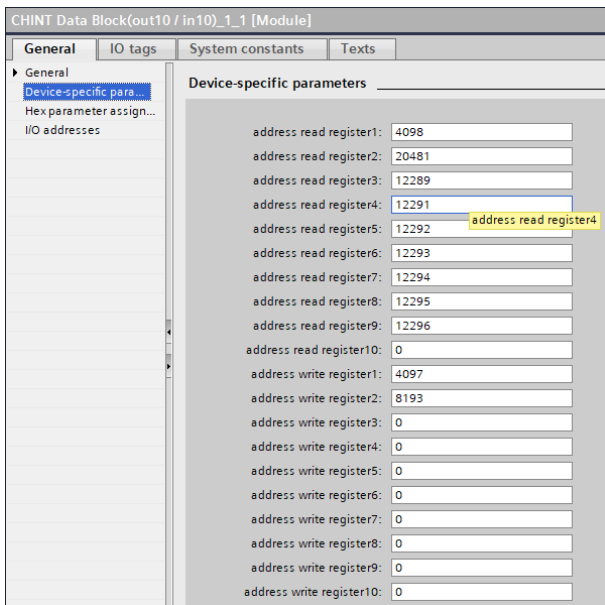 CHINT Data Block(out10 / in10)_1_1 [Module]
General IO tags System constants Texts
General
Device-specific para...
Hex parameter assign...
I/O addresses
Device-specific parameters
address read register1: 4098
address read register2: 20481
address read register3: 12289
address read register4: 12291
address read register4
address read register5: 12292
address read register6: 12293
address read register7: 12294
address read register8: 12295
address read register9: 12296
address read register10: 0
address write register1: 4097
address write register2: 8193
address write register3: 0
address write register4: 0
address write register5: 0
address write register6: 0
address write register7: 0
address write register8: 0
address write register9: 0
address write register10: 0